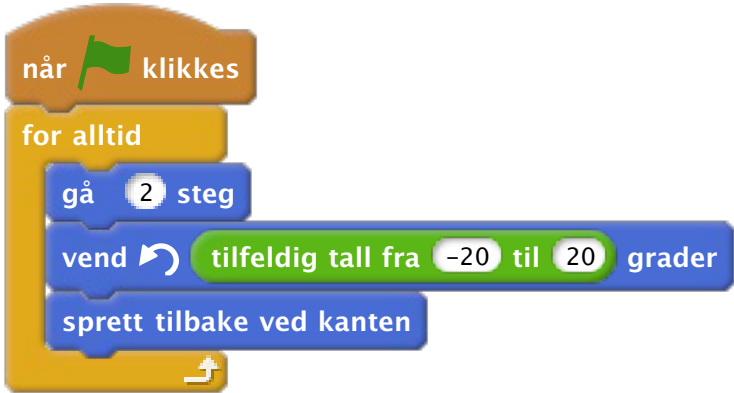 når klikkes
for alltid
gå 2 steg
vend tilfeldig tall fra -20 til 20 grader
sprett tilbake ved kanten